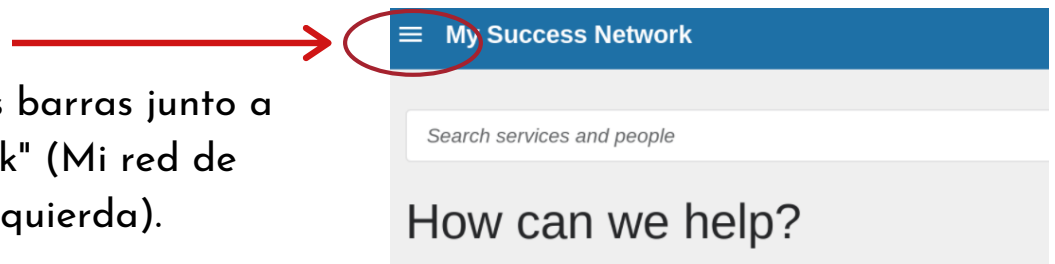 My Success Network
s barras junto a
k" (Mi red de
quierda).
Search services and people
How can we help?